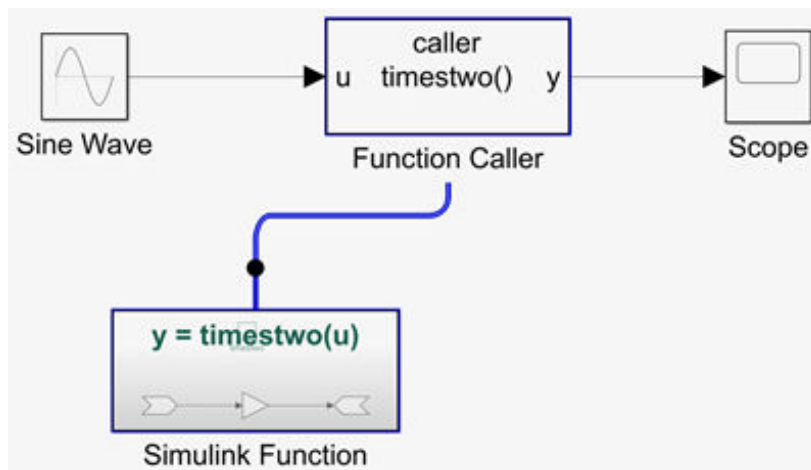 caller
u timestwo() y
Sine Wave
Function Caller
Scope
y = timestwo(u)
Simulink Function